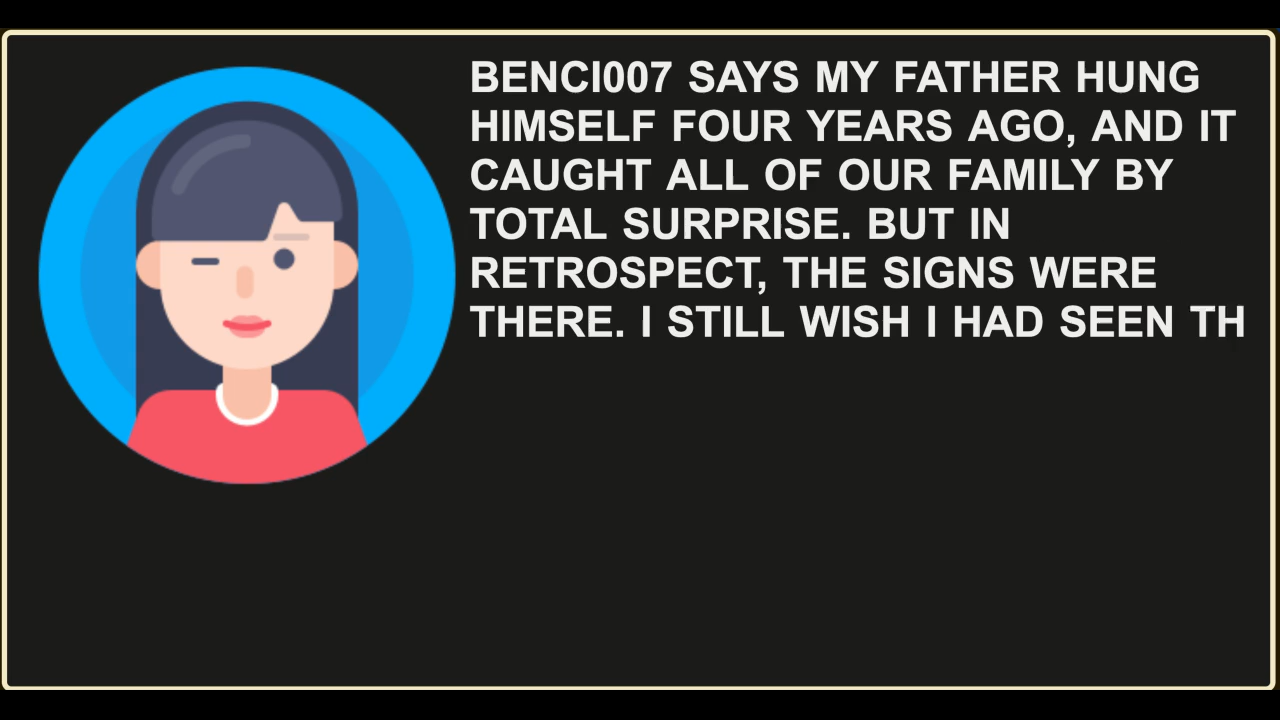 BENCI007 SAYS MY FATHER HUNG
HIMSELF FOUR YEARS AGO, AND IT
CAUGHT ALL OF OUR FAMILY BY
TOTAL SURPRISE. BUT IN
RETROSPECT, THE SIGNS WERE
THERE. I STILL WISH I HAD SEEN TH